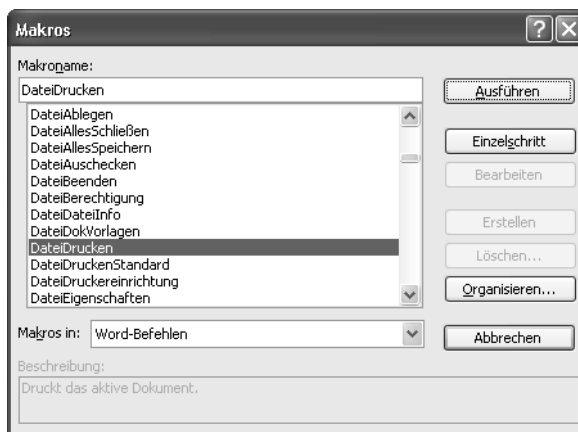 Makros
Makroname:
DateiDrucken
DateiAblegen
DateiAllesSchließen
DateiAllesSpeichern
DateiAuschecken
DateiBeenden
DateiBerechtigung
DateiDateiInfo
DateiDokVorlagen
DateiDrucken
DateiDruckenStandard
DateiDruckereinrichtung
DateiEigenschaften
Ausführen
Einzelschritt
Bearbeiten
Erstellen
Löschen...
Organisieren...
Makros in: Word-Befehlen
Abbrechen
Beschreibung:
Druckt das aktive Dokument.